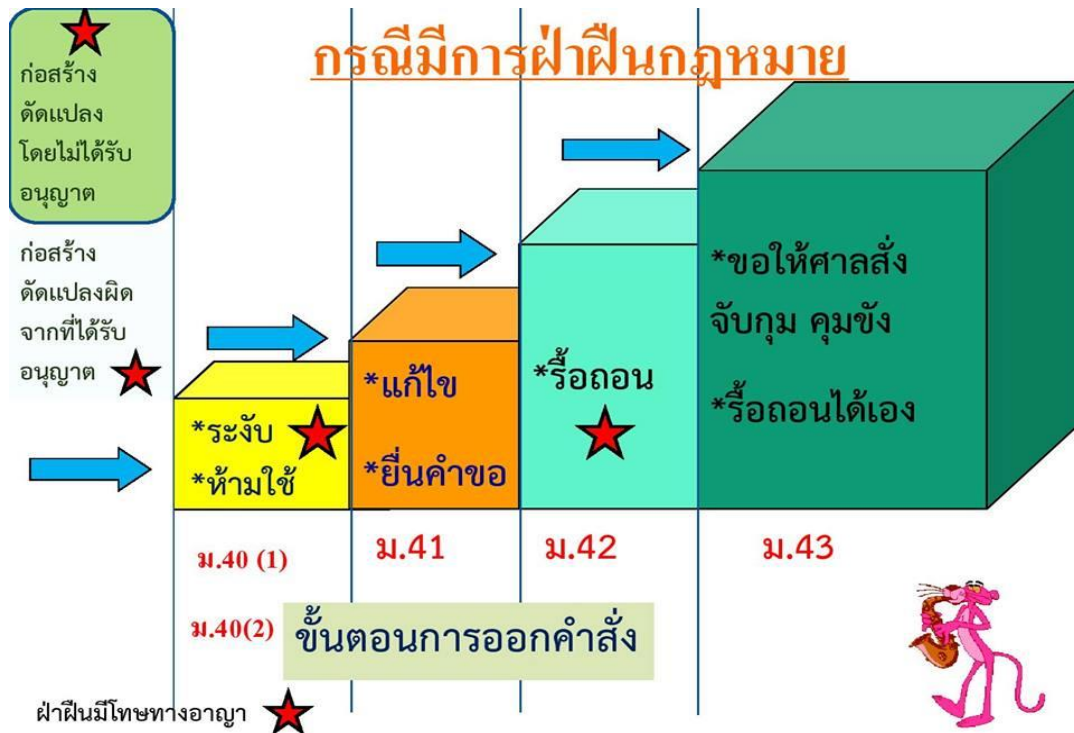 กรณีมีการฝ่าฝืนกฎหมาย
ก่อสร้าง
ดัดแปลง
โดยไม่ได้รับ
อนุญาต
ก่อสร้าง
ดัดแปลงผิด
จากที่ได้รับ
อนุญาต
*ระงับ
*ห้ามใช้
*แก้ไข
*ยื่นคำขอ
*รื้อถอน
*ขอให้ศาลสั่ง
จับกุม คุมขัง
*รื้อถอนได้เอง
ม.40 (1)
ม.40(2)
ม.41
ม.42
ม.43
ขั้นตอนการออกคำสั่ง
ฝ่าฝืนมีโทษทางอาญา